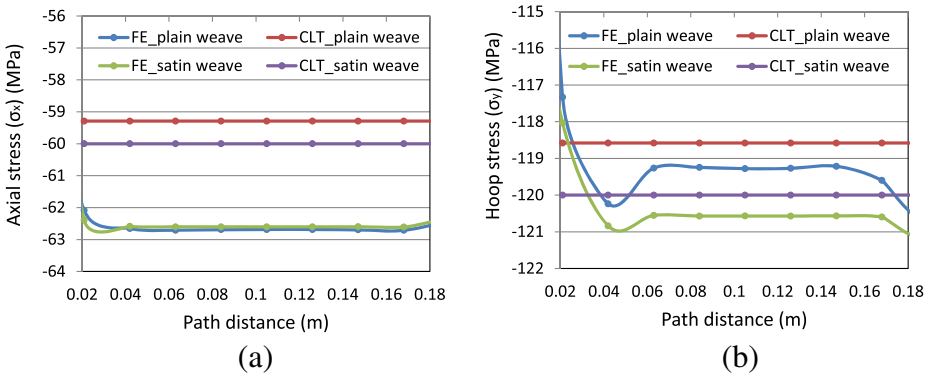 -56
-57
-58
-59
-60
-61
-62
-63
-64
Axial stress (σx) (MPa)
FE_plain weave
CLT_plain weave
FE_satin weave
CLT_satin weave
0.02 0.04 0.06 0.08 0.1 0.12 0.14 0.16 0.18
Path distance (m)
(a)
-115
-116
-117
-118
-119
-120
-121
-122
Hoop stress (σy) (MPa)
FE_plain weave
CLT_plain weave
FE_satin weave
CLT_satin weave
0.02 0.04 0.06 0.08 0.1 0.12 0.14 0.16 0.18
Path distance (m)
(b)